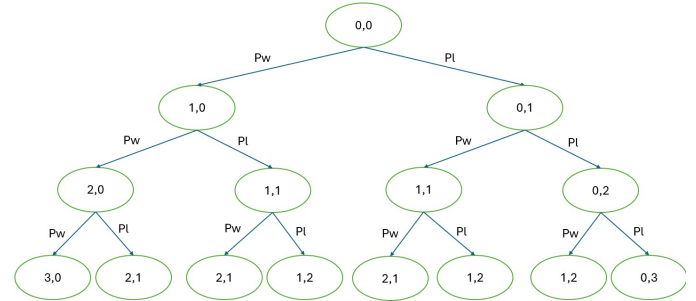 0,0
Pw Pl
1,0 0,1
Pw Pl Pw Pl
2,0 1,1 1,1 0,2
Pw Pl Pw Pl Pw Pl Pw Pl
3,0 2,1 2,1 1,2 2,1 1,2 1,2 0,3